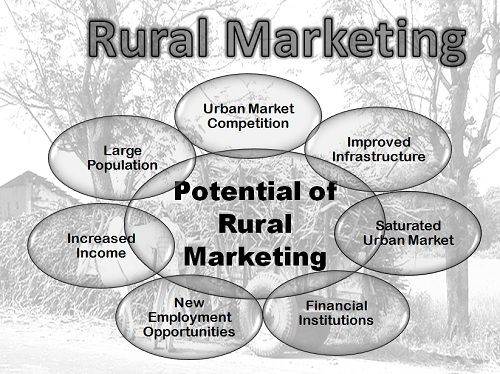 Rural Marketing
Urban Market
Competition
Improved
Infrastructure
Saturated
Urban Market
Financial
Institutions
New
Employment
Opportunities
Increased
Income
Large
Population
Potential of
Rural
Marketing